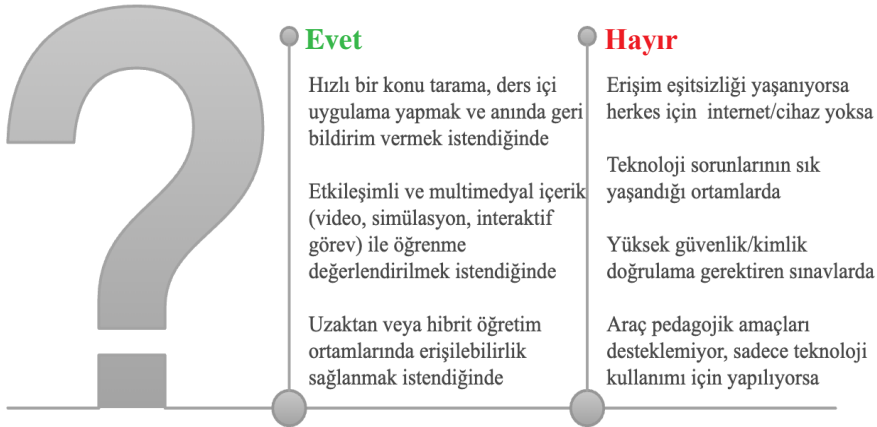 Evet
Hızlı bir konu tarama, ders içi
uygulama yapmak ve anında geri
bildirim vermek istendiğinde
Etkileşimli ve multimedyal içerik
(video, simülasyon, interaktif
görev) ile öğrenme
değerlendirilmek istendiğinde
Uzaktan veya hibrit öğretim
ortamlarında erişilebilirlik
sağlanmak istendiğinde
Hayır
Erişim eşitsizliği yaşanıyorsa
herkes için internet/cihaz yoksa
Teknoloji sorunlarının sık
yaşandığı ortamlarda
Yüksek güvenlik/kimlik
doğrulama gerektiren sınavlarda
Araç pedagojik amaçları
desteklemiyor, sadece teknoloji
kullanımı için yapılıyorsa